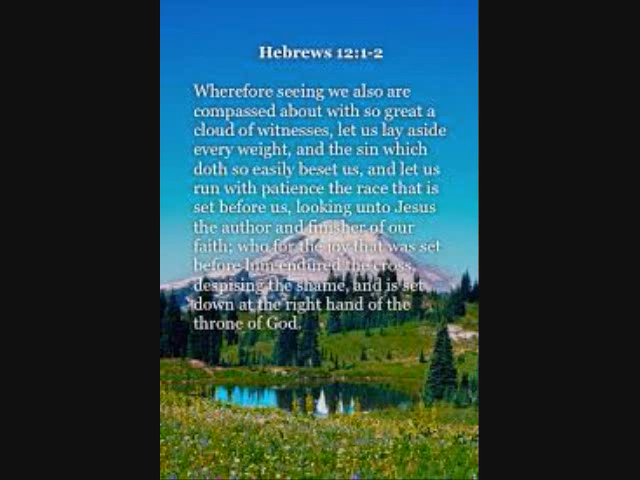 Hebrews 12:1-2
Wherefore seeing we also are
compassed about with so great a
cloud of witnesses, let us lay aside
every weight, and the sin which
doth so easily beset us, and let us
run with patience the race that is
set before us, looking unto Jesus
the author and finisher of our
faith; who for the joy that was set
before him endured the cross,
despising the shame, and is set
down at the right hand of the
throne of God.